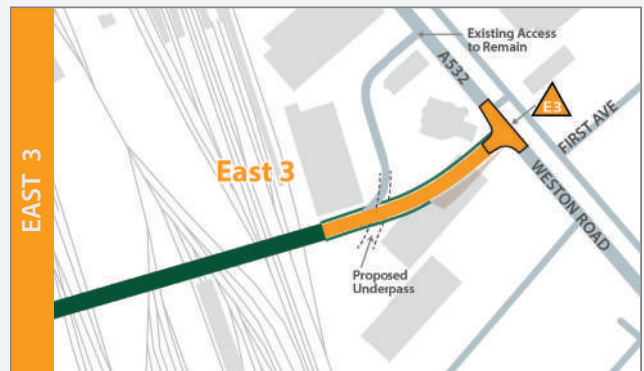 EAST 3
Existing Access
to Remain
A532
E3
FIRST AVE
East 3
WESTON ROAD
Proposed
Underpass